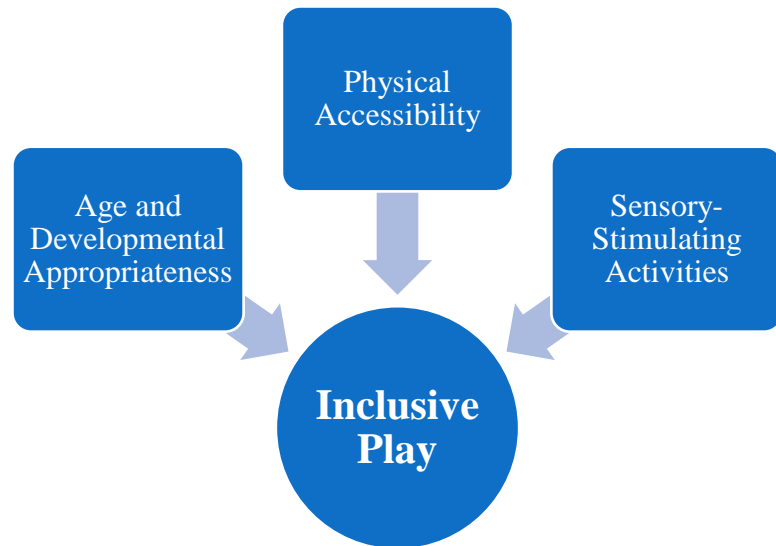 Physical
Accessibility
Age and
Developmental
Appropriateness
Sensory-
Stimulating
Activities
Inclusive
Play